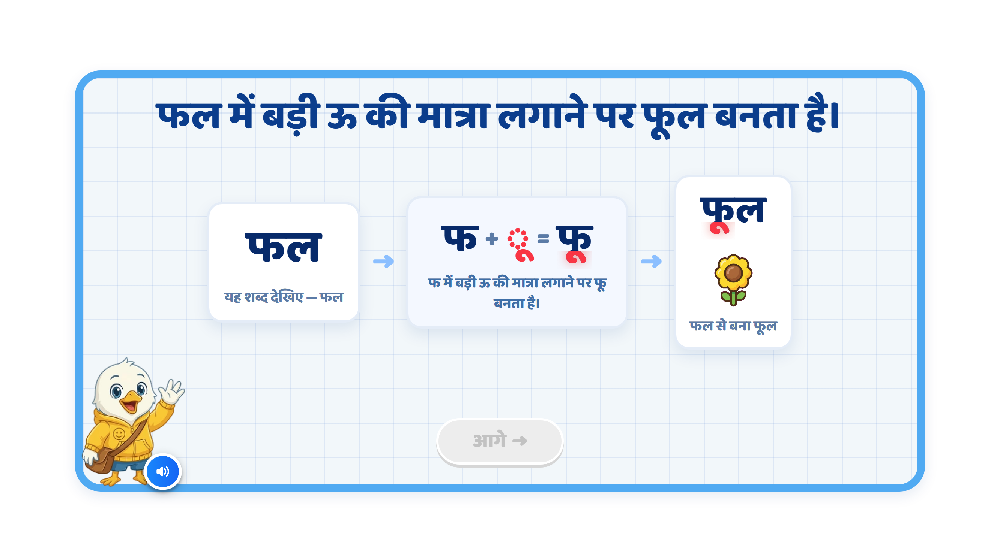 फल में बड़ी ऊ की मात्रा लगाने पर फूल बनता है।
फल
यह शब्द देखिए – फल
→
फ + ू = फू
फ में बड़ी ऊ की मात्रा लगाने पर फू
बनता है।
→
फूल
फल से बना फूल
आगे →